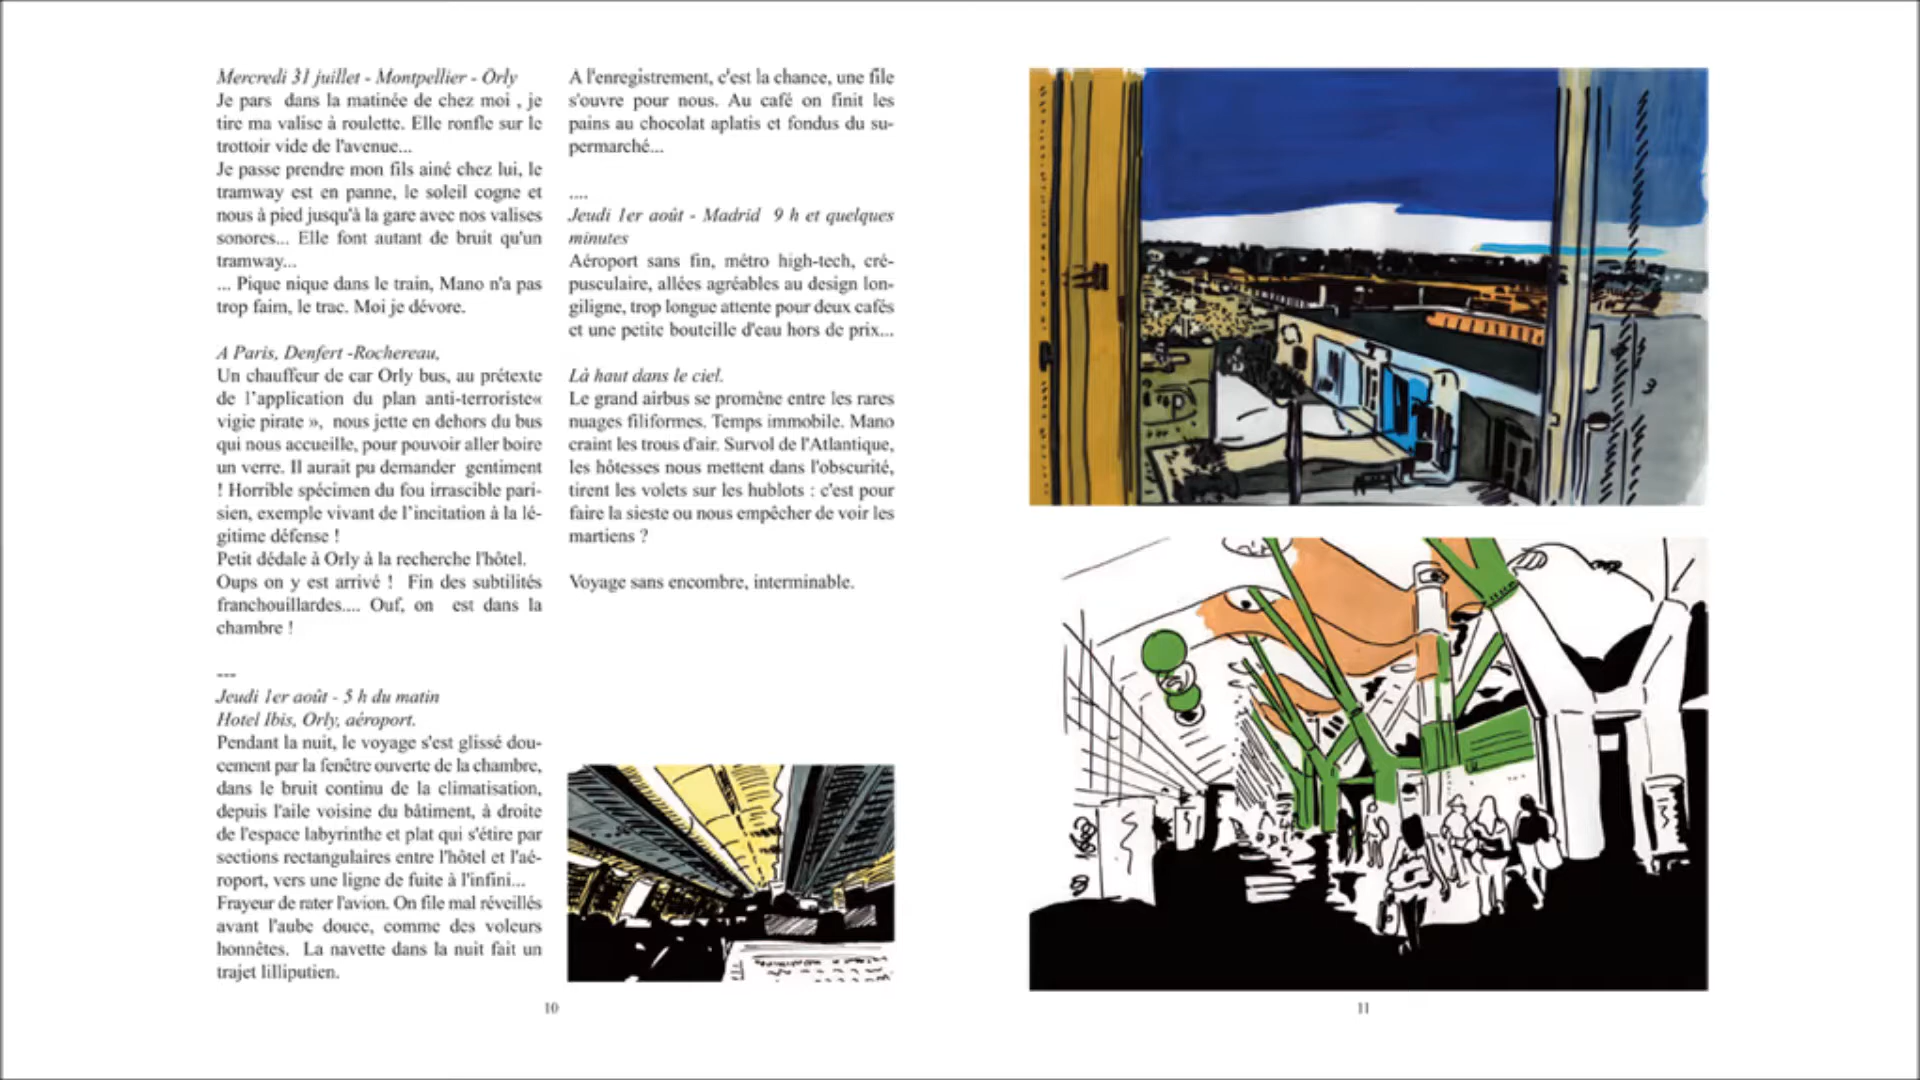 Mercredi 31 juillet - Montpellier - Orly
Je pars dans la matinée de chez moi , je
tire ma valise à roulette. Elle ronfle sur le
trottoir vide de l'avenue...
Je passe prendre mon fils ainé chez lui, le
tramway est en panne, le soleil cogne et
nous à pied jusqu'à la gare avec nos valises
sonores... Elle font autant de bruit qu'un
tramway...
... Pique nique dans le train, Mano n'a pas
trop faim, le trac. Moi je dévore.
A Paris, Denfert -Rochereau,
Un chauffeur de car Orly bus, au prétexte
de l’application du plan anti-terroriste«
vigie pirate », nous jette en dehors du bus
qui nous accueille, pour pouvoir aller boire
un verre. Il aurait pu demander gentiment
! Horrible spécimen du fou irrascible pari-
sien, exemple vivant de l’incitation à la lé-
gitime défense !
Petit dédale à Orly à la recherche l'hôtel.
Oups on y est arrivé ! Fin des subtilités
franchouillardes.... Ouf, on est dans la
chambre !
---
Jeudi 1er août - 5 h du matin
Hotel Ibis, Orly, aéroport.
Pendant la nuit, le voyage s'est glissé dou-
cement par la fenêtre ouverte de la chambre,
dans le bruit continu de la climatisation,
depuis l'aile voisine du bâtiment, à droite
de l'espace labyrinthe et plat qui s'étire par
sections rectangulaires entre l'hôtel et l'aé-
roport, vers une ligne de fuite à l'infini...
Frayeur de rater l'avion. On file mal réveillés
avant l'aube douce, comme des voleurs
honnêtes. La navette dans la nuit fait un
trajet lilliputien.
A l'enregistrement, c'est la chance, une file
s'ouvre pour nous. Au café on finit les
pains au chocolat aplatis et fondus du su-
permarché...
....
Jeudi 1er août - Madrid 9 h et quelques
minutes
Aéroport sans fin, métro high-tech, cré-
pusculaire, allées agréables au design lon-
giligne, trop longue attente pour deux cafés
et une petite bouteille d'eau hors de prix...
Là haut dans le ciel.
Le grand airbus se promène entre les rares
nuages filiformes. Temps immobile. Mano
craint les trous d'air. Survol de l'Atlantique,
les hôtesses nous mettent dans l'obscurité,
tirent les volets sur les hublots : c'est pour
faire la sieste ou nous empêcher de voir les
martiens ?
Voyage sans encombre, interminable.
10
11